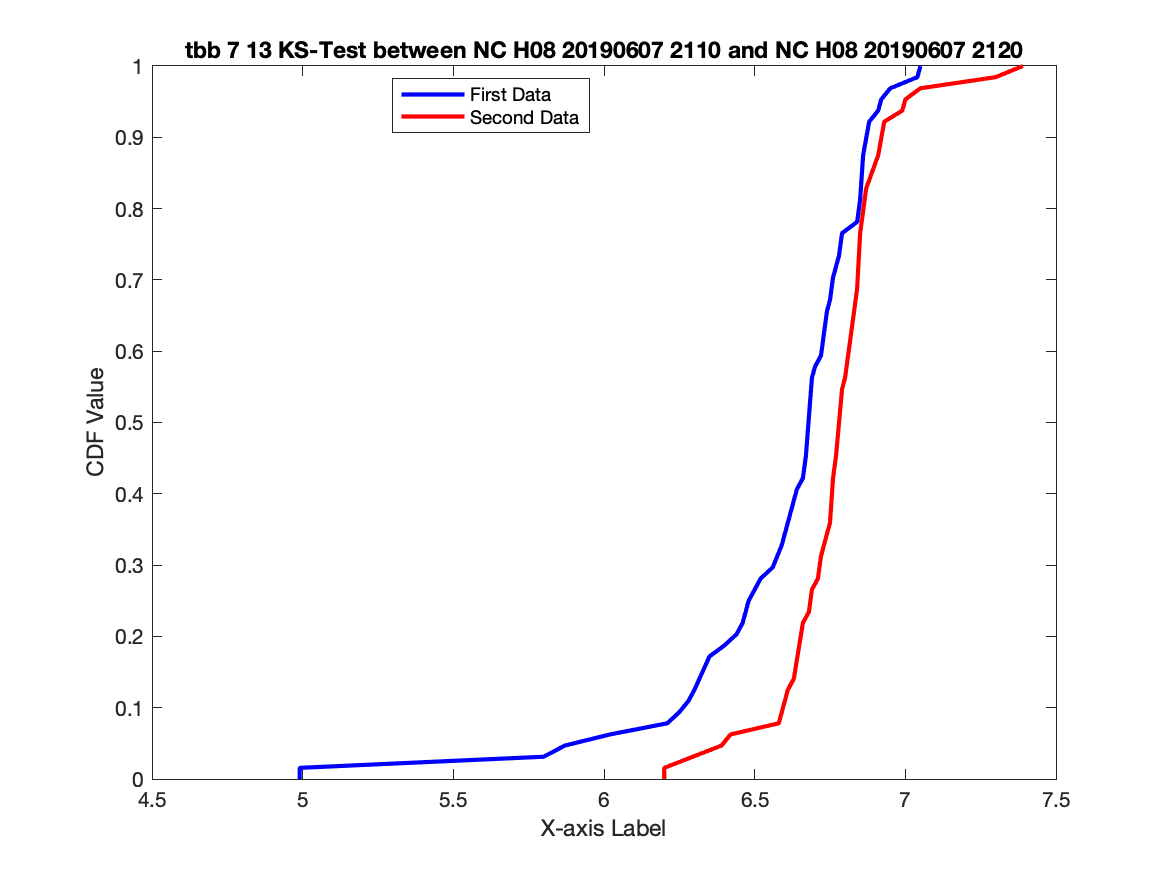 tbb 7 13 KS-Test between NC H08 20190607 2110 and NC H08 20190607 2120
First Data
Second Data
CDF Value
1
0.9
0.8
0.7
0.6
0.5
0.4
0.3
0.2
0.1
0
4.5 5 5.5 6 6.5 7 7.5
X-axis Label